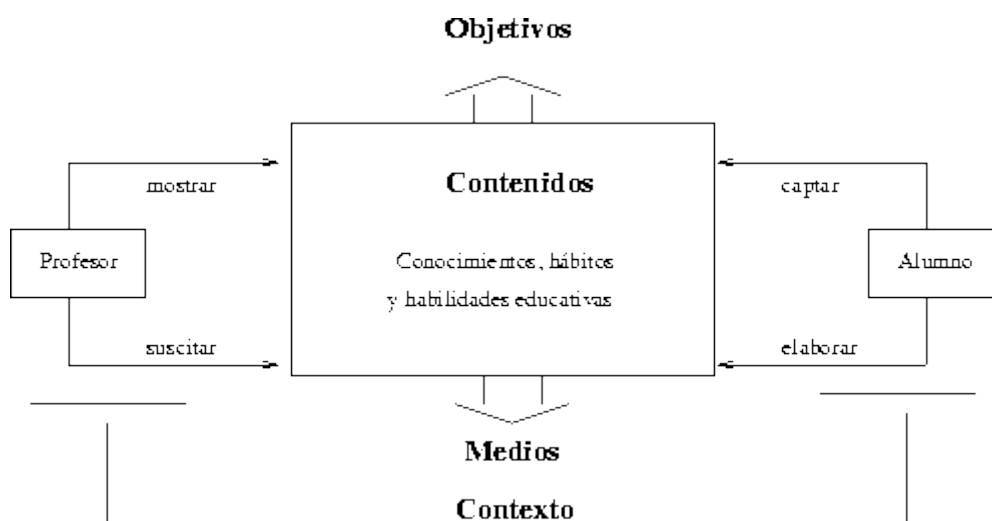 Objetivos
mostrar
Contenidos
captar
Profesor
Conocimientos, hábitos
y habilidades educativas
Alumno
suscitar
elaborar
Medios
Contexto